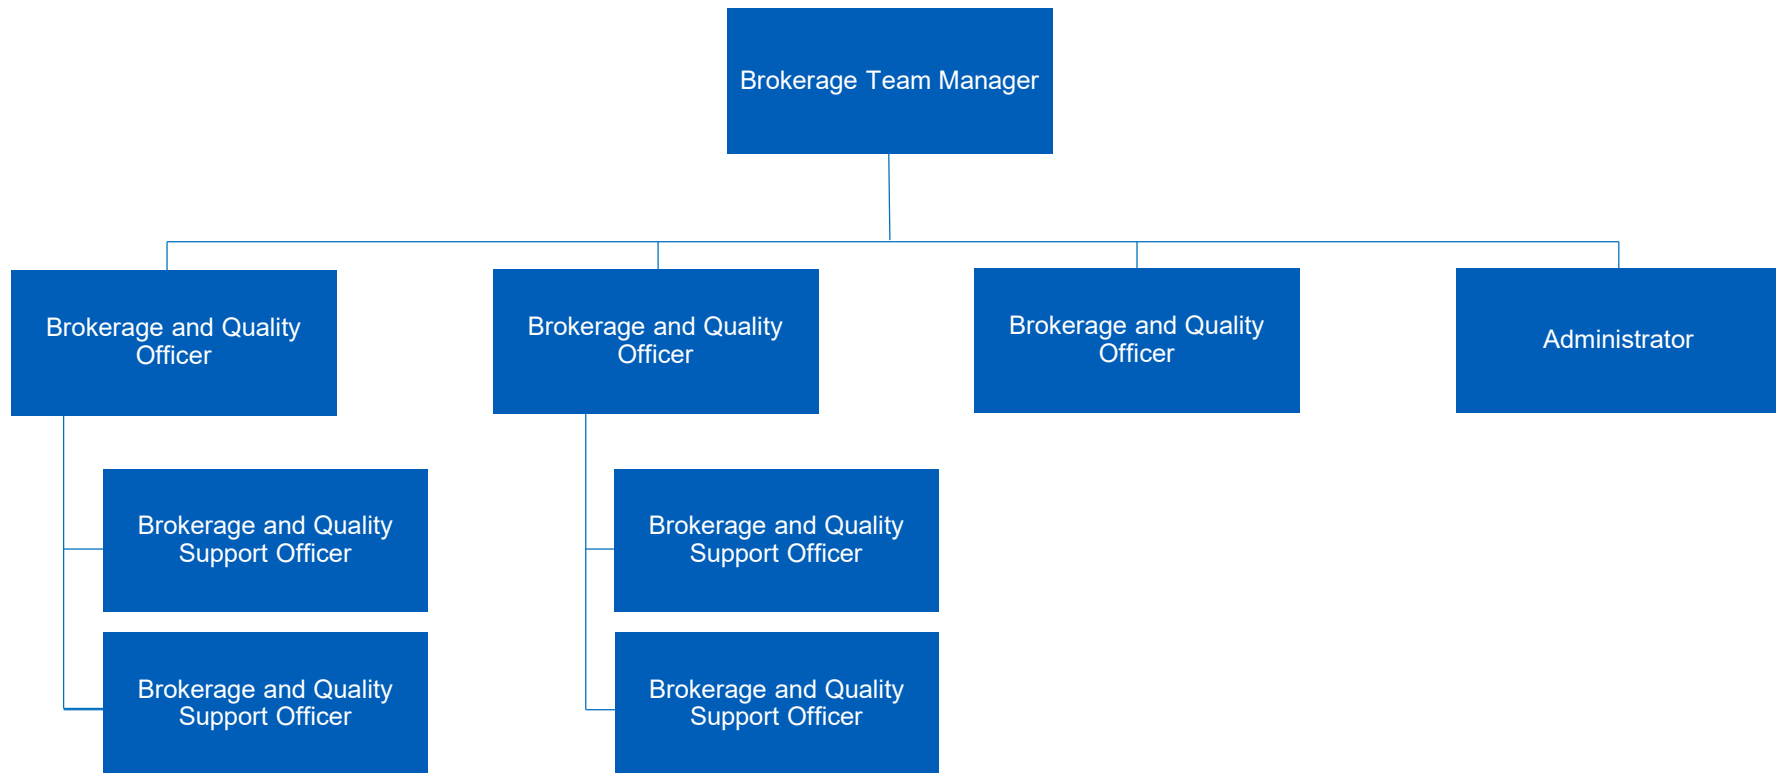 Brokerage Team Manager
Brokerage and Quality
Officer
Brokerage and Quality
Officer
Brokerage and Quality
Officer
Administrator
Brokerage and Quality
Support Officer
Brokerage and Quality
Support Officer
Brokerage and Quality
Support Officer
Brokerage and Quality
Support Officer